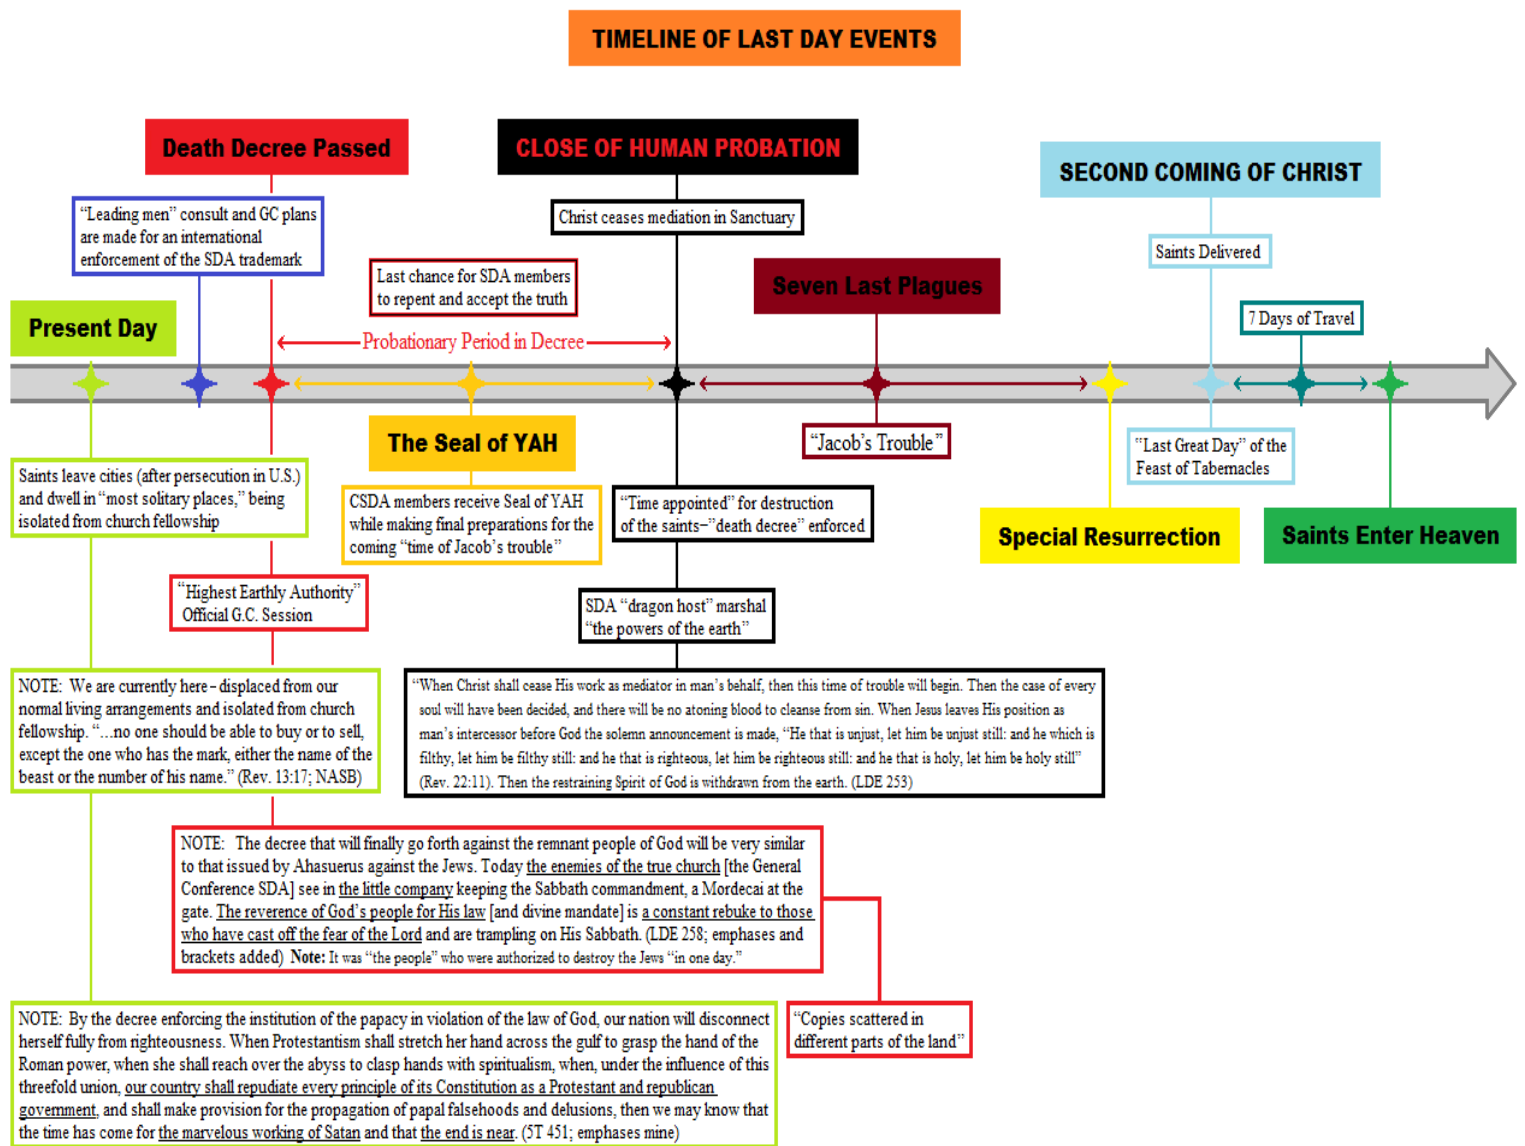 TIMELINE OF LAST DAY EVENTS
Death Decree Passed
CLOSE OF HUMAN PROBATION
SECOND COMING OF CHRIST
“Leading men” consult and GC plans
are made for an international
enforcement of the SDA trademark
Christ ceases mediation in Sanctuary
Saints Delivered
Last chance for SDA members
to repent and accept the truth
Seven Last Plagues
Present Day
7 Days of Travel
Probationary Period in Decree
The Seal of YAH
“Jacob’s Trouble”
“Last Great Day” of the
Feast of Tabernacles
Saints leave cities (after persecution in U.S.)
and dwell in “most solitary places,” being
isolated from church fellowship
CSDA members receive Seal of YAH
while making final preparations for the
coming “time of Jacob’s trouble”
“Time appointed” for destruction
of the saints–”death decree” enforced
Special Resurrection
Saints Enter Heaven
“Highest Earthly Authority”
Official G.C. Session
SDA “dragon host” marshal
“the powers of the earth”
NOTE: We are currently here – displaced from our
normal living arrangements and isolated from church
fellowship. “...no one should be able to buy or to sell,
except the one who has the mark, either the name of the
beast or the number of his name.” (Rev. 13:17; NASB)
“When Christ shall cease His work as mediator in man’s behalf, then this time of trouble will begin. Then the case of every
soul will have been decided, and there will be no atoning blood to cleanse from sin. When Jesus leaves His position as
man’s intercessor before God the solemn announcement is made, “He that is unjust, let him be unjust still: and he which is
filthy, let him be filthy still: and he that is righteous, let him be righteous still: and he that is holy, let him be holy still”
(Rev. 22:11). Then the restraining Spirit of God is withdrawn from the earth. (LDE 253)
NOTE: The decree that will finally go forth against the remnant people of God will be very similar
to that issued by Ahasuerus against the Jews. Today the enemies of the true church [the General
Conference SDA] see in the little company keeping the Sabbath commandment, a Mordecai at the
gate. The reverence of God’s people for His law [and divine mandate] is a constant rebuke to those
who have cast off the fear of the Lord and are trampling on His Sabbath. (LDE 258; emphases and
brackets added) Note: It was “the people” who were authorized to destroy the Jews “in one day.”
NOTE: By the decree enforcing the institution of the papacy in violation of the law of God, our nation will disconnect
herself fully from righteousness. When Protestantism shall stretch her hand across the gulf to grasp the hand of the
Roman power, when she shall reach over the abyss to clasp hands with spiritualism, when, under the influence of this
threefold union, our country shall repudiate every principle of its Constitution as a Protestant and republican
government, and shall make provision for the propagation of papal falsehoods and delusions, then we may know that
the time has come for the marvelous working of Satan and that the end is near. (5T 451; emphases mine)
“Copies scattered in
different parts of the land”